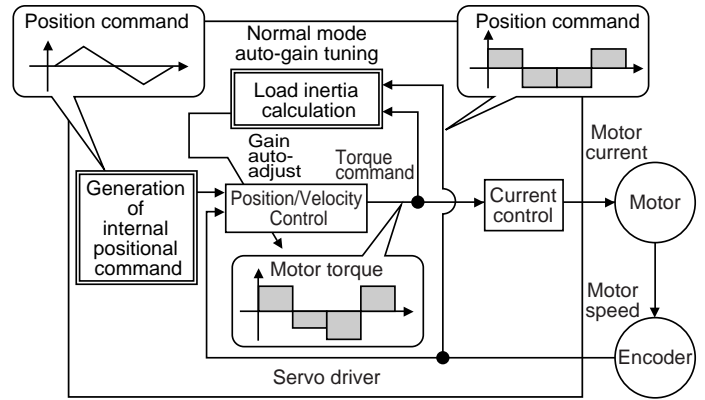 Position command
Normal mode
auto-gain tuning
Position command
Load inertia
calculation
Motor
current
Gain
auto-
adjust
Torque
command
Generation
of
internal
positional
command
Position/Velocity
Control
Current
control
Motor
Motor torque
Motor
speed
Encoder
Servo driver